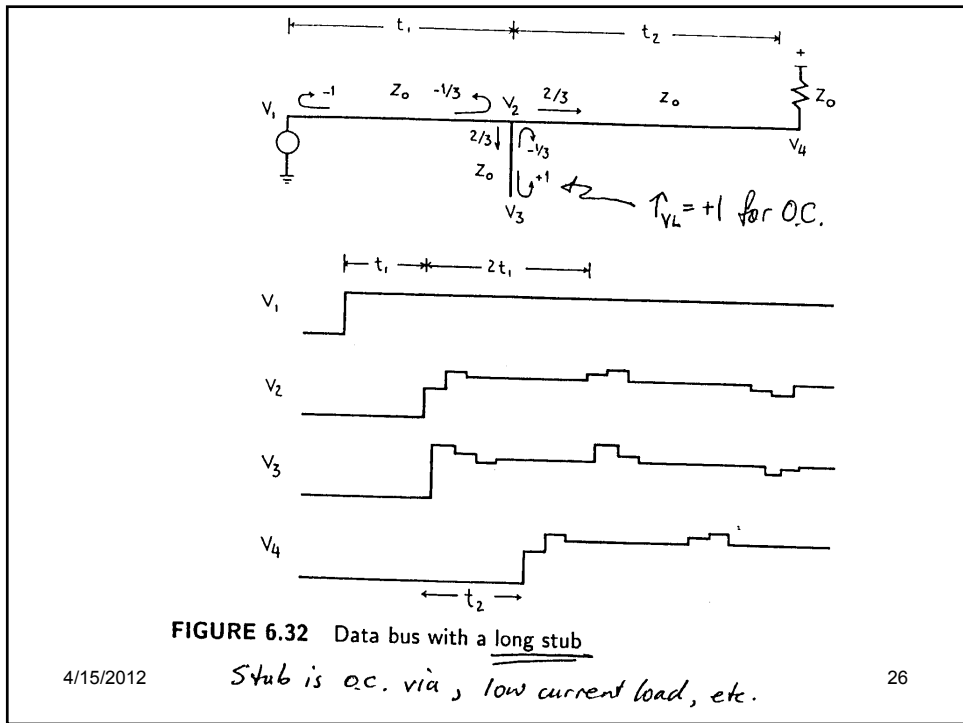 t₁ t₂
+
-1 Z₀ -1/3 V₂ 2/3 Z₀ Z₀
V₁
V₄
2/3 -1/3
Z₀ +1
V₃ Γ_VL = +1 for O.C.
t₁ 2t₁
V₁
V₂
V₃
V₄
t₂
FIGURE 6.32 Data bus with a long stub
Stub is o.c. via, low current load, etc.
4/15/2012 26